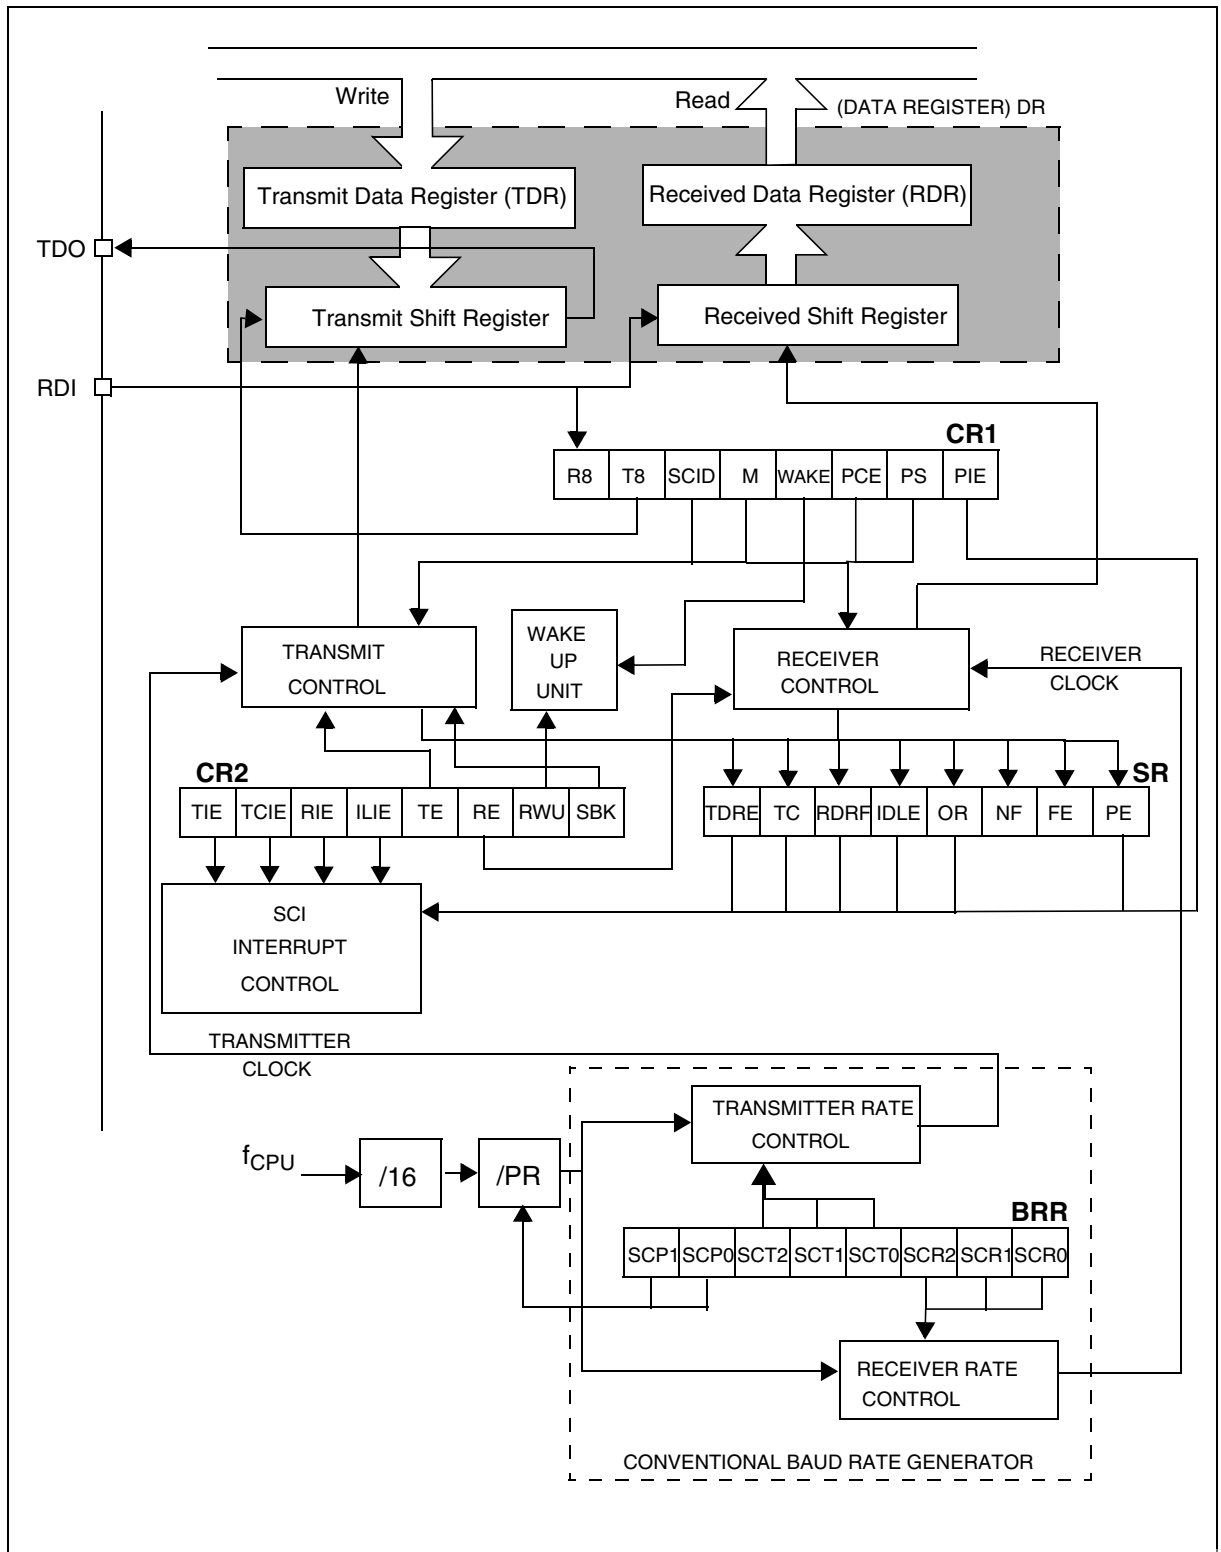 Write
Read
(DATA REGISTER) DR
Transmit Data Register (TDR)
Received Data Register (RDR)
TDO
Transmit Shift Register
Received Shift Register
RDI
CR1
R8 T8 SCID M WAKE PCE PS PIE
TRANSMIT
CONTROL
WAKE
UP
UNIT
RECEIVER
CONTROL
RECEIVER
CLOCK
CR2
SR
TIE TCIE RIE ILIE TE RE RWU SBK
TDRE TC RDRF IDLE OR NF FE PE
SCI
INTERRUPT
CONTROL
TRANSMITTER
CLOCK
TRANSMITTER RATE
CONTROL
fCPU
/16
/PR
BRR
SCP1 SCP0 SCT2 SCT1 SCT0 SCR2 SCR1 SCR0
RECEIVER RATE
CONTROL
CONVENTIONAL BAUD RATE GENERATOR